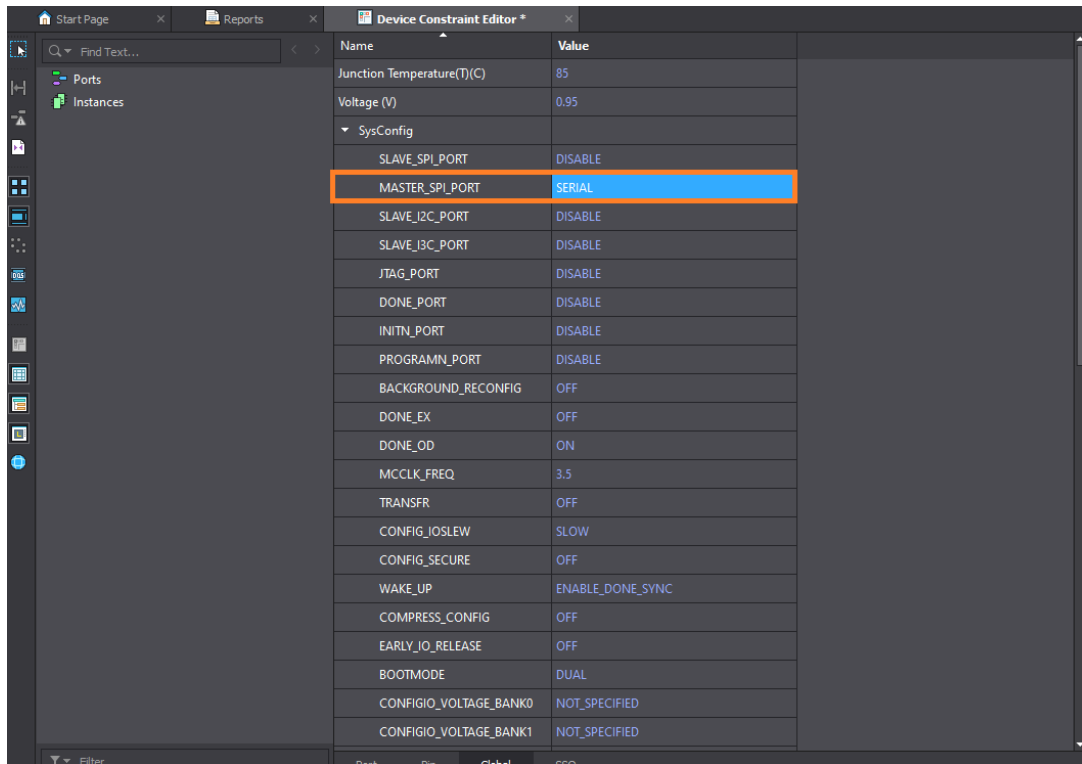 Start Page × Reports × Device Constraint Editor * ×
Find Text...
Ports
Instances
Name Value
Junction Temperature(T)(C) 85
Voltage (V) 0.95
SysConfig
SLAVE_SPI_PORT DISABLE
MASTER_SPI_PORT SERIAL
SLAVE_I2C_PORT DISABLE
SLAVE_I3C_PORT DISABLE
JTAG_PORT DISABLE
DONE_PORT DISABLE
INITN_PORT DISABLE
PROGRAMN_PORT DISABLE
BACKGROUND_RECONFIG OFF
DONE_EX OFF
DONE_OD ON
MCCLK_FREQ 3.5
TRANSFR OFF
CONFIG_IOSLEW SLOW
CONFIG_SECURE OFF
WAKE_UP ENABLE_DONE_SYNC
COMPRESS_CONFIG OFF
EARLY_IO_RELEASE OFF
BOOTMODE DUAL
CONFIGIO_VOLTAGE_BANK0 NOT_SPECIFIED
CONFIGIO_VOLTAGE_BANK1 NOT_SPECIFIED
Filter
Port Pin Global SSO